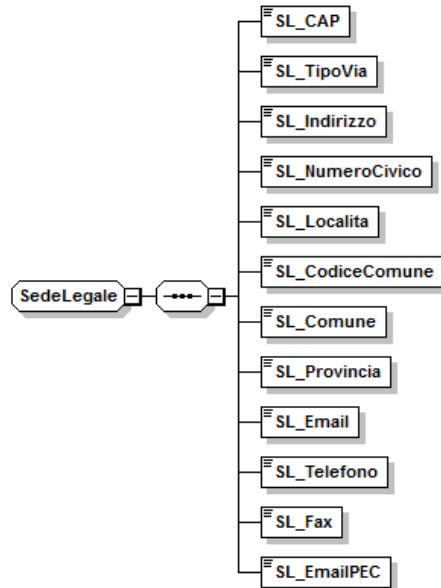 SL_CAP
SL_TipoVia
SL_Indirizzo
SL_NumeroCivico
SL_Localita
SL_CodiceComune
SedeLegale
SL_Comune
SL_Provincia
SL_Email
SL_Telefono
SL_Fax
SL_EmailPEC